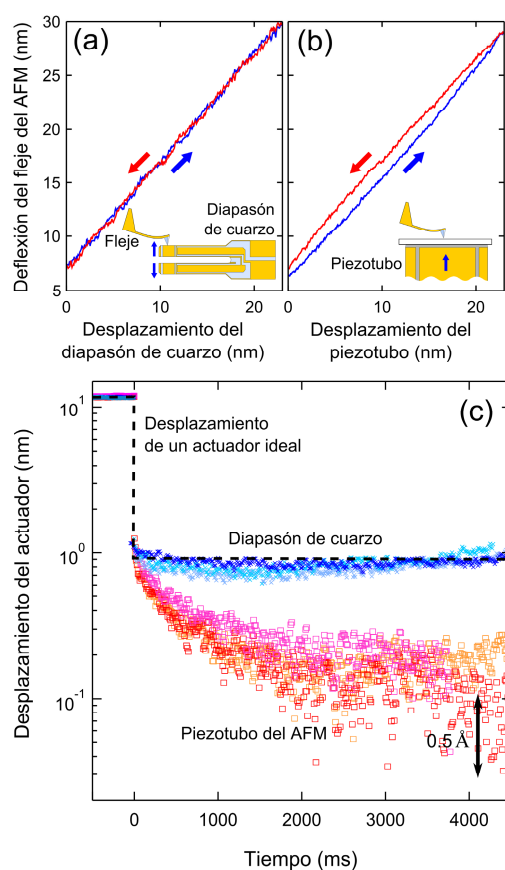 (a)
(b)
Deflexión del fleje del AFM (nm)
30
25
20
15
10
5
Fleje
Diapasón
de cuarzo
Piezotubo
0
10
20
0
10
20
Desplazamiento del
diapasón de cuarzo (nm)
Desplazamiento del
piezotubo (nm)
(c)
Desplazamiento del actuador (nm)
10¹
10⁰
10⁻¹
Desplazamiento
de un actuador ideal
Diapasón de cuarzo
Piezotubo del AFM
0.5 Å
0
1000
2000
3000
4000
Tiempo (ms)